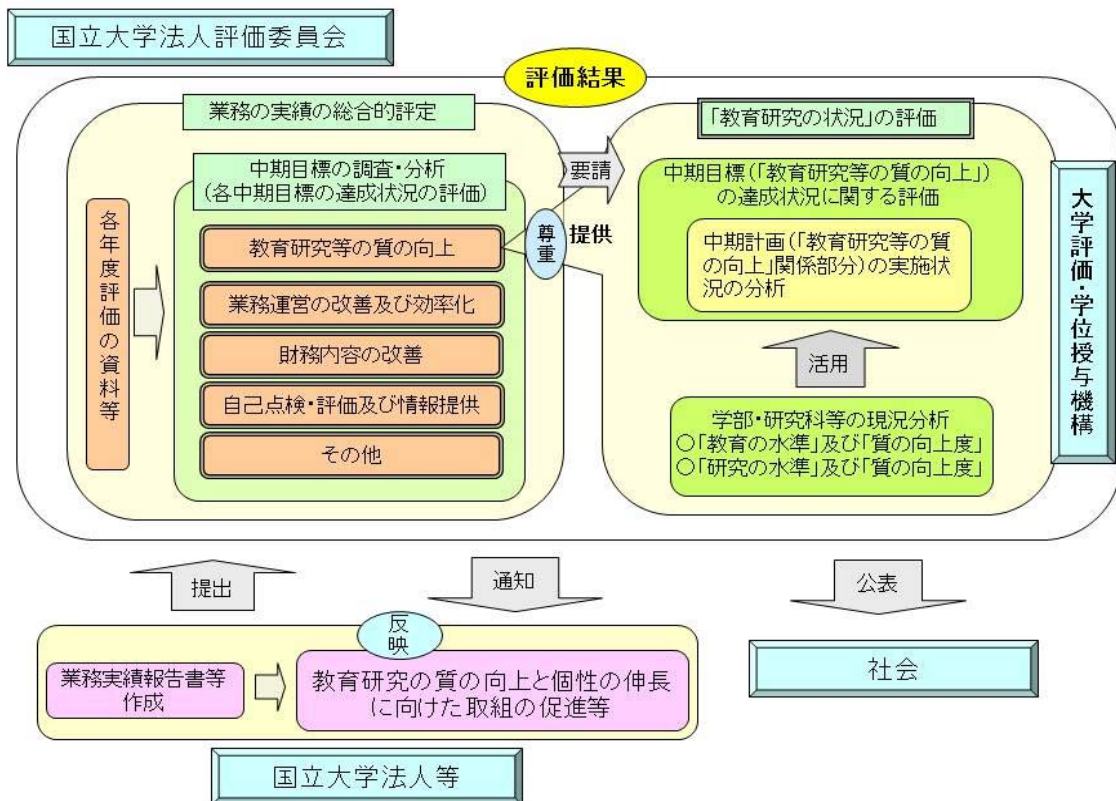 国立大学法人評価委員会
評価結果
業務の実績の総合的評定
中期目標の調査・分析
(各中期目標の達成状況の評価)
各年度評価の資料等
教育研究等の質の向上
業務運営の改善及び効率化
財務内容の改善
自己点検・評価及び情報提供
その他
要請
尊重
提供
「教育研究の状況」の評価
中期目標(「教育研究等の質の向上」)
の達成状況に関する評価
中期計画(「教育研究等の質
の向上」関係部分)の実施状
況の分析
活用
学部・研究科等の現況分析
○「教育の水準」及び「質の向上度」
○「研究の水準」及び「質の向上度」
大学評価・学位授与機構
提出
通知
公表
反映
業務実績報告書等
作成
教育研究の質の向上と個性の伸長
に向けた取組の促進等
社会
国立大学法人等